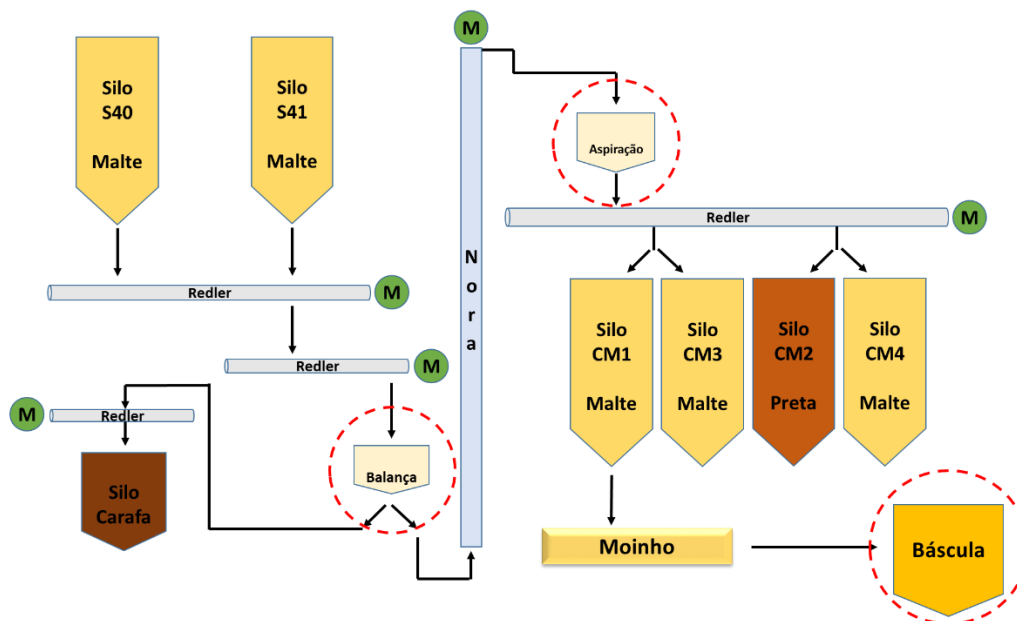 M
Silo
S40
Malte
Silo
S41
Malte
Aspiração
Redler
M
Nora
Redler
M
Redler
M
M
Redler
Silo
CM1
Malte
Silo
CM3
Malte
Silo
CM2
Preta
Silo
CM4
Malte
Balança
Silo
Carafa
Moinho
Báscula